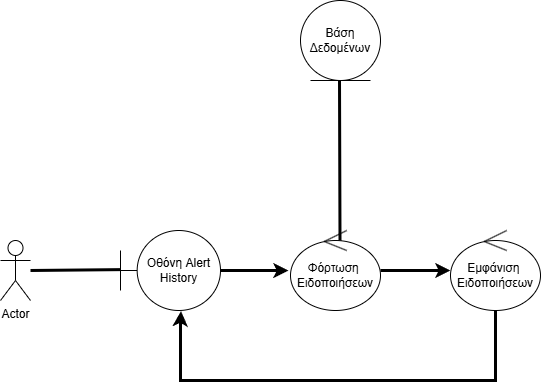 Βάση
Δεδομένων
Οθόνη Alert
History
Φόρτωση
Ειδοποιήσεων
Εμφάνιση
Ειδοποιήσεων
Actor